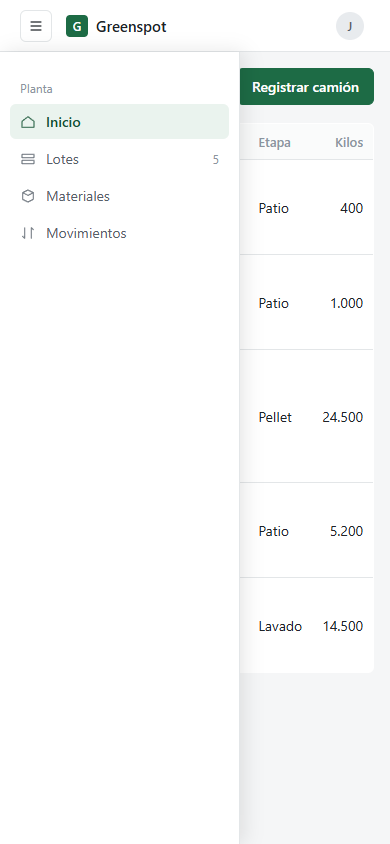 G Greenspot J
Planta
Inicio
Lotes 5
Materiales
Movimientos
Registrar camión
Etapa Kilos
Patio 400
Patio 1.000
Pellet 24.500
Patio 5.200
Lavado 14.500